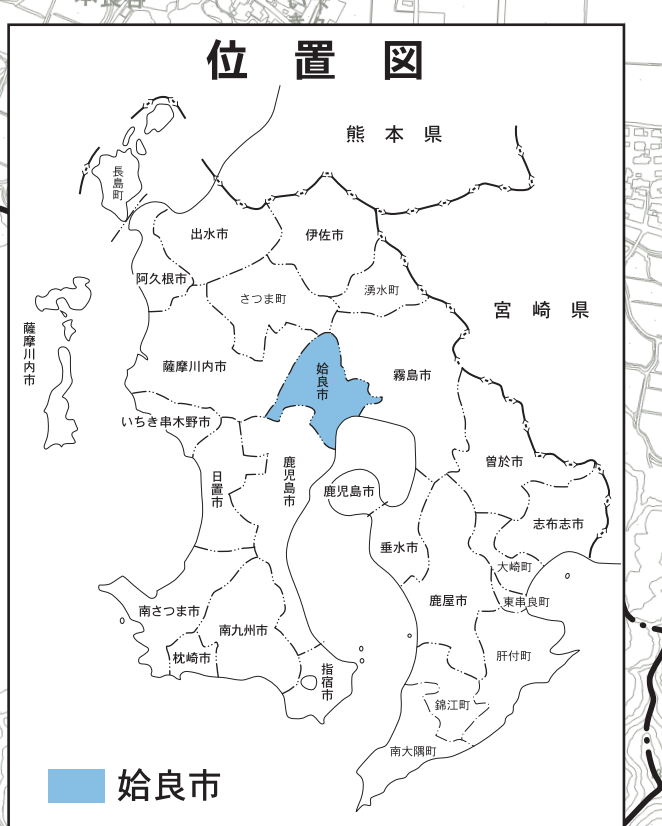 位置図
熊本県
長島町
出水市
伊佐市
阿久根市
さつま町
湧水町
宮崎県
薩摩川内市
薩摩川内市
姶良市
霧島市
いちき串木野市
日置市
鹿児島市
鹿児島市
曽於市
志布志市
垂水市
大崎町
鹿屋市
東串良町
南さつま市
南九州市
枕崎市
指宿市
肝付町
錦江町
南大隅町
姶良市